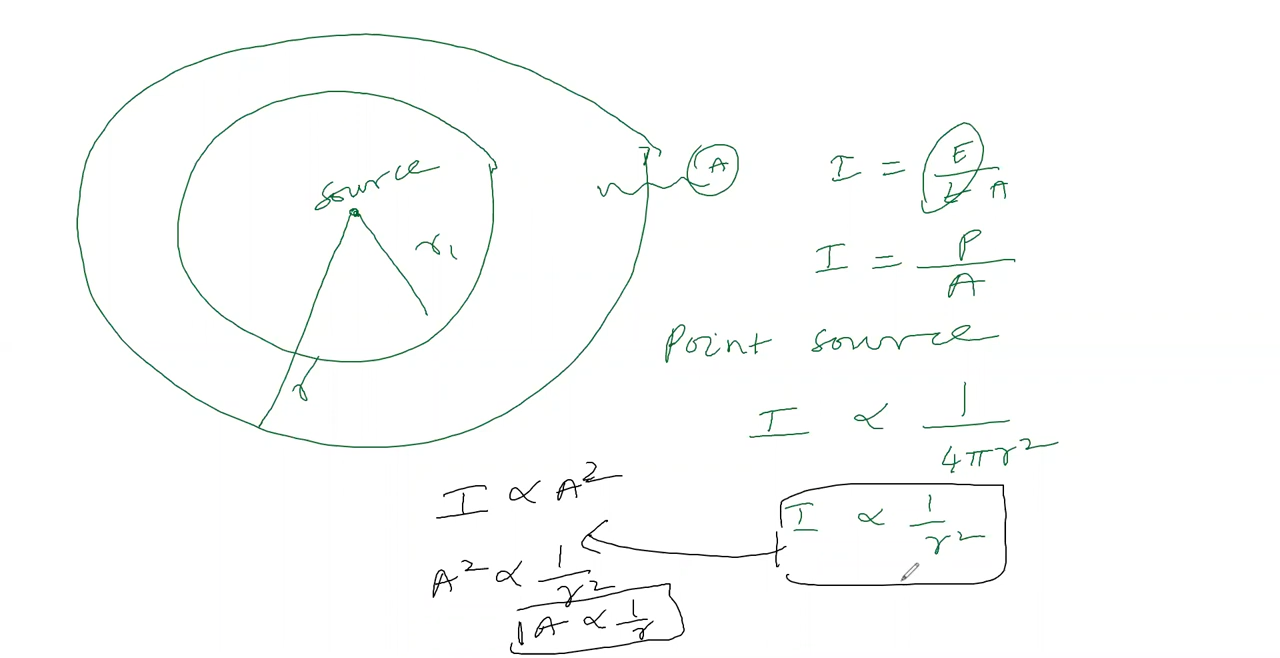 source
r₁
r
A
I = E / t A
I = P / A
Point source
I ∝ 1 / 4πr²
I ∝ 1 / r²
I ∝ A²
A² ∝ 1 / r²
A ∝ 1 / r